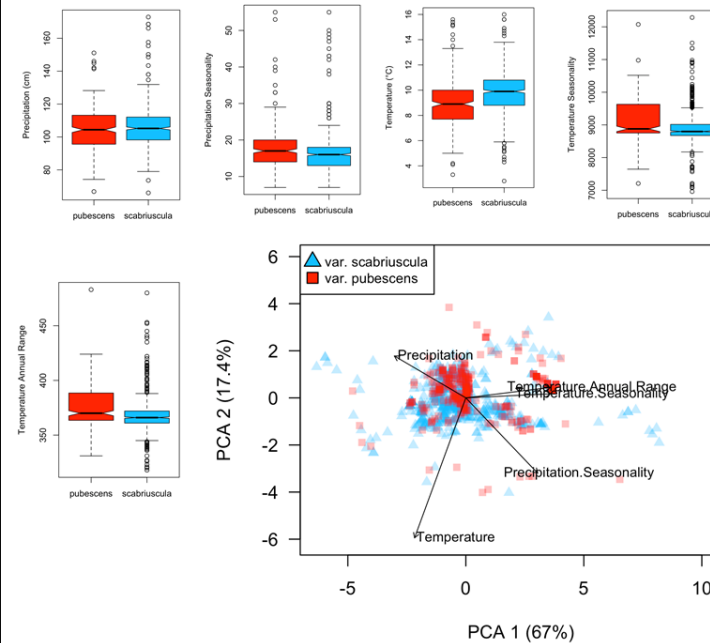 Precipitation (cm)
160
140
120
100
80
pubescens scabriuscula
Precipitation Seasonality
50
40
30
20
10
pubescens scabriuscula
Temperature (°C)
16
14
12
10
8
6
4
pubescens scabriuscula
Temperature Seasonality
12000
11000
10000
9000
8000
7000
pubescens scabriuscul
Temperature Annual Range
450
400
350
pubescens scabriuscula
var. scabriuscula
var. pubescens
PCA 2 (17.4%)
6
4
2
0
-2
-4
-6
Precipitation
Temperature.Annual.Range
Temperature.Seasonality
Precipitation.Seasonality
Temperature
-5 0 5 10
PCA 1 (67%)